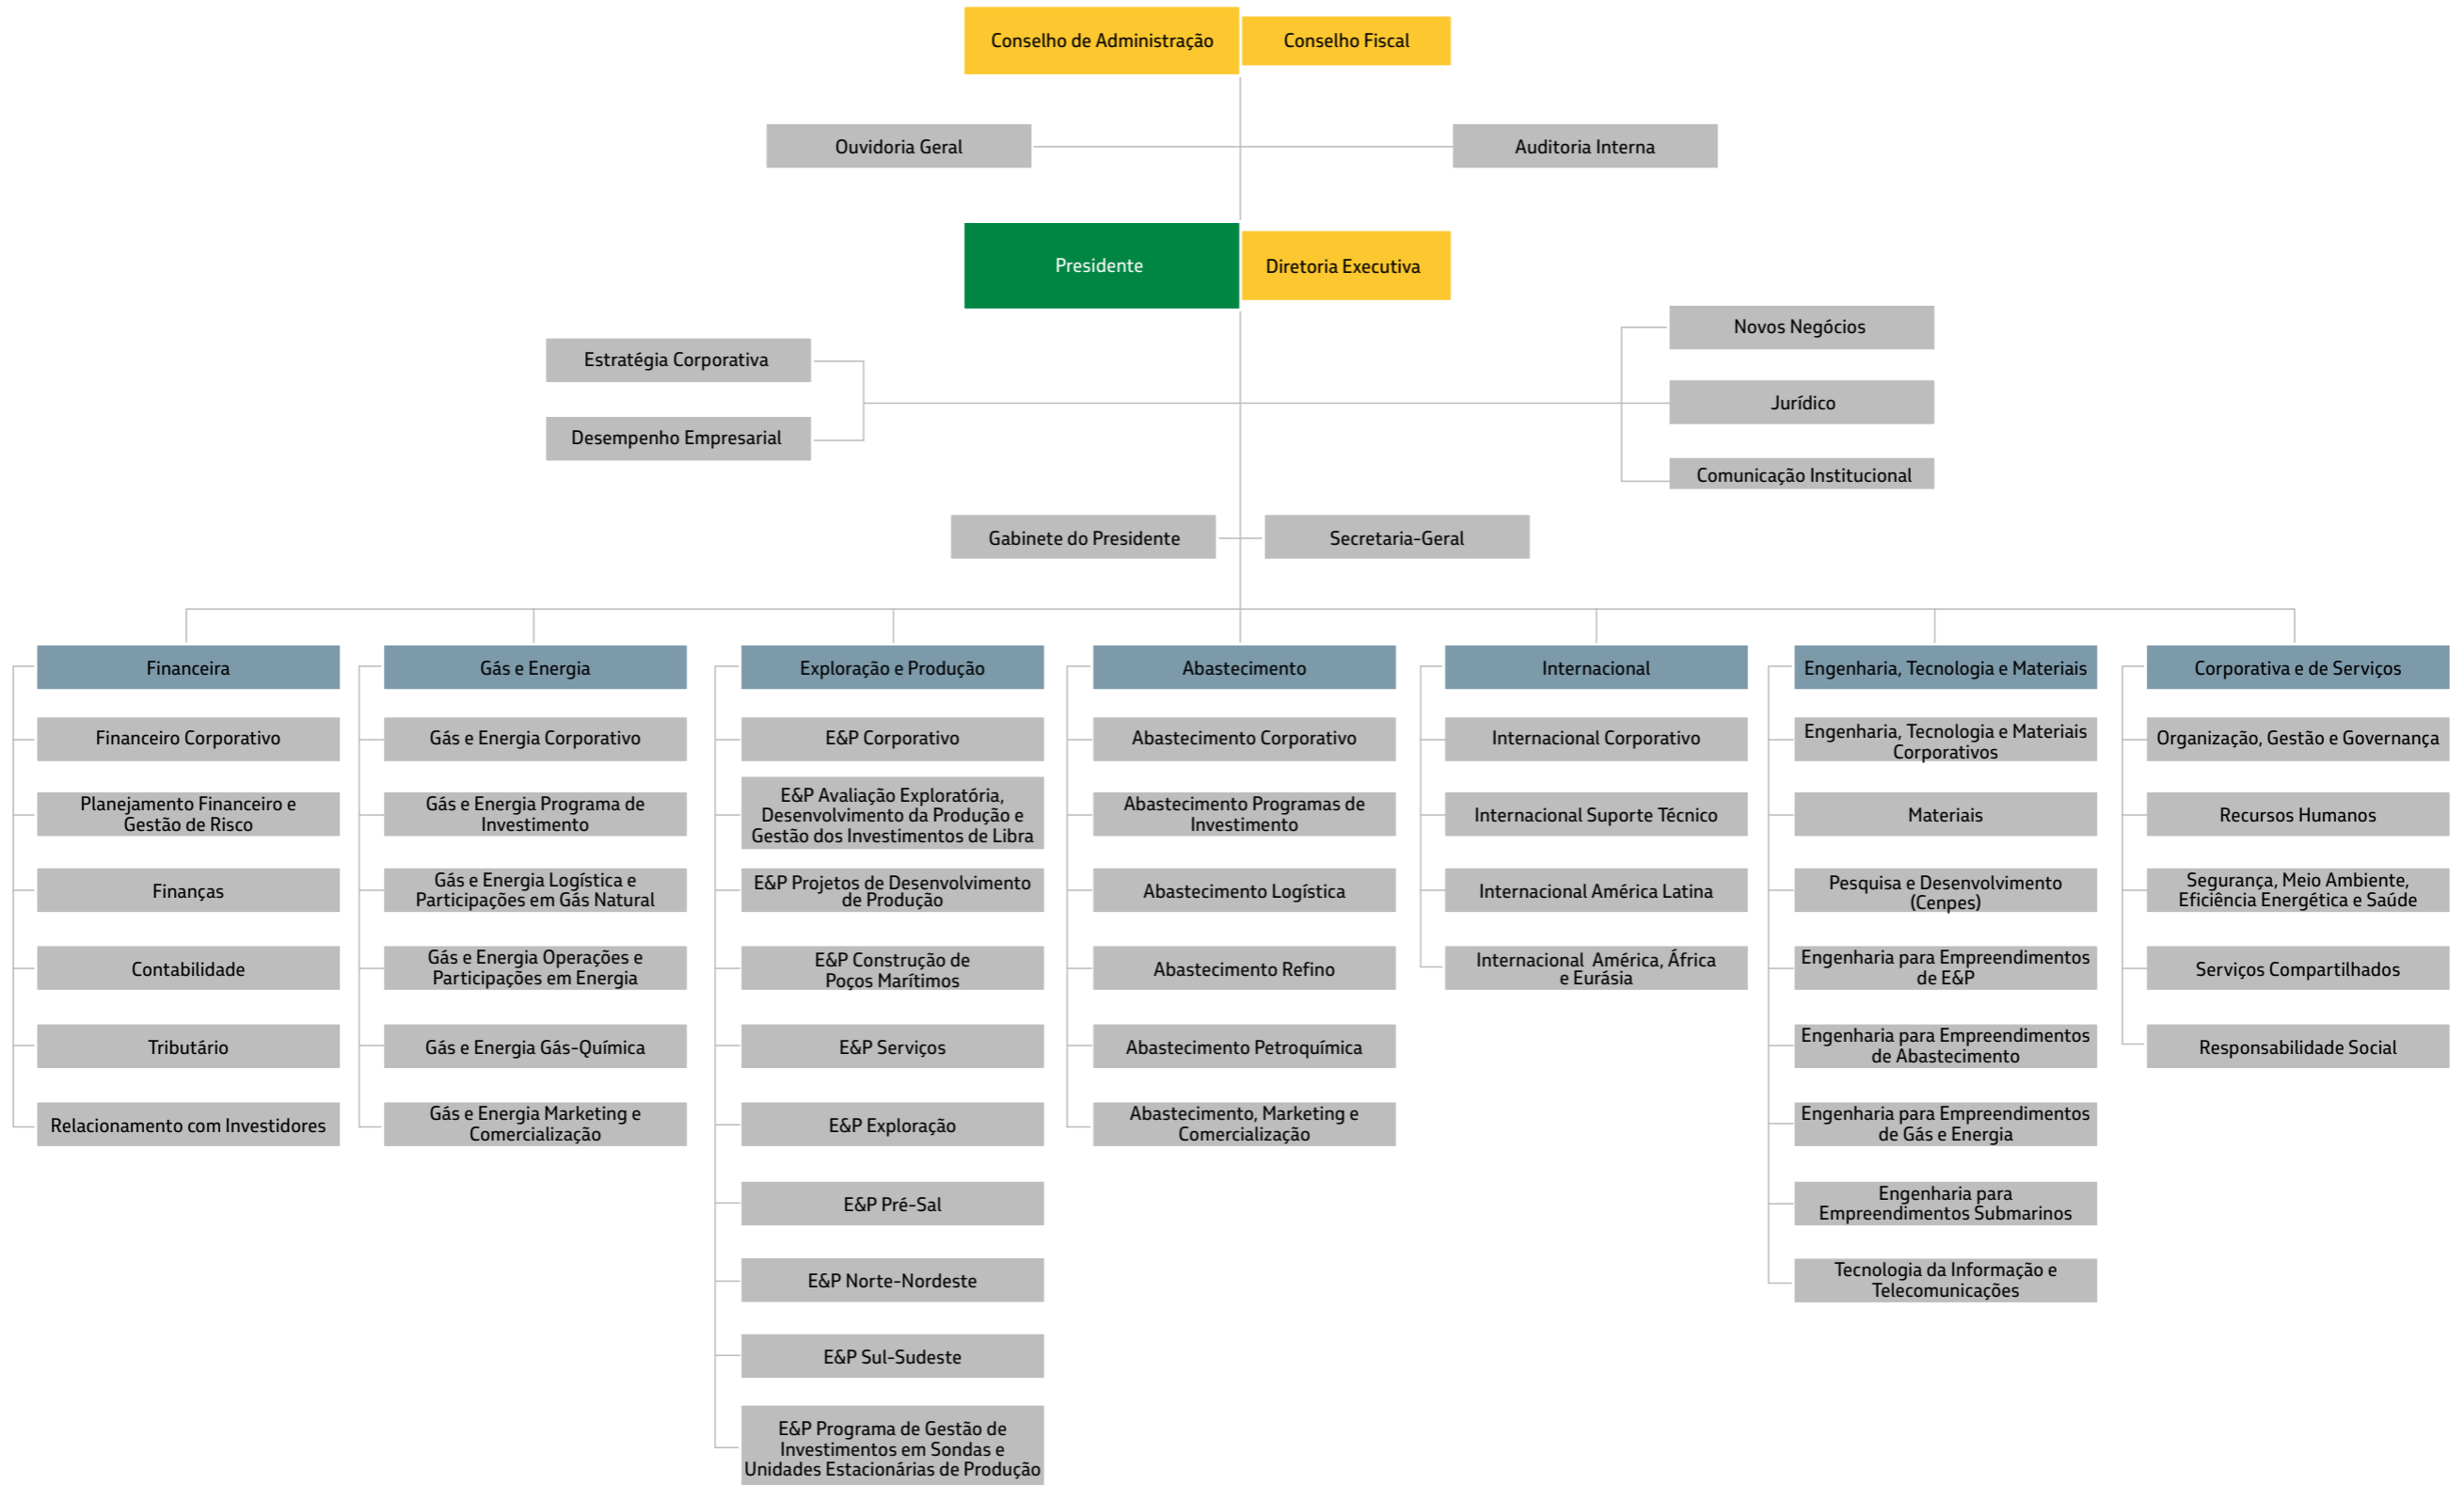 Conselho de Administração
Conselho Fiscal
Ouvidoria Geral
Auditoria Interna
Presidente
Diretoria Executiva
Estratégia Corporativa
Desempenho Empresarial
Novos Negócios
Jurídico
Comunicação Institucional
Gabinete do Presidente
Secretaria-Geral
Financeira
Financeiro Corporativo
Planejamento Financeiro e
Gestão de Risco
Finanças
Contabilidade
Tributário
Relacionamento com Investidores
Gás e Energia
Gás e Energia Corporativo
Gás e Energia Programa de
Investimento
Gás e Energia Logística e
Participações em Gás Natural
Gás e Energia Operações e
Participações em Energia
Gás e Energia Gás-Química
Gás e Energia Marketing e
Comercialização
Exploração e Produção
E&P Corporativo
E&P Avaliação Exploratória,
Desenvolvimento da Produção e
Gestão dos Investimentos de Libra
E&P Projetos de Desenvolvimento
de Produção
E&P Construção de
Poços Marítimos
E&P Serviços
E&P Exploração
E&P Pré-Sal
E&P Norte-Nordeste
E&P Sul-Sudeste
E&P Programa de Gestão de
Investimentos em Sondas e
Unidades Estacionárias de Produção
Abastecimento
Abastecimento Corporativo
Abastecimento Programas de
Investimento
Abastecimento Logística
Abastecimento Refino
Abastecimento Petroquímica
Abastecimento, Marketing e
Comercialização
Internacional
Internacional Corporativo
Internacional Suporte Técnico
Internacional América Latina
Internacional América, África
e Eurásia
Engenharia, Tecnologia e Materiais
Engenharia, Tecnologia e Materiais
Corporativos
Materiais
Pesquisa e Desenvolvimento
(Cenpes)
Engenharia para Empreendimentos
de E&P
Engenharia para Empreendimentos
de Abastecimento
Engenharia para Empreendimentos
de Gás e Energia
Engenharia para
Empreendimentos Submarinos
Tecnologia da Informação e
Telecomunicações
Corporativa e de Serviços
Organização, Gestão e Governança
Recursos Humanos
Segurança, Meio Ambiente,
Eficiência Energética e Saúde
Serviços Compartilhados
Responsabilidade Social